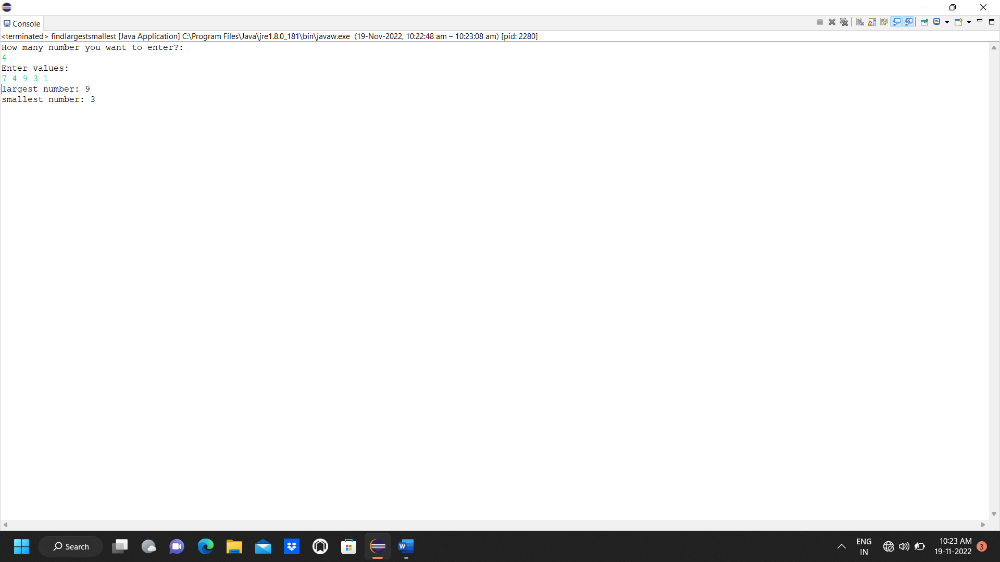 Console
<terminated> findlargestsmallest [Java Application] C:\Program Files\Java\jre1.8.0_181\bin\javaw.exe (19-Nov-2022, 10:22:48 am – 10:23:08 am) [pid: 2280]
How many number you want to enter?:
4
Enter values:
7 4 9 3 1
largest number: 9
smallest number: 3
Search
W
ENG
IN
10:23 AM
19-11-2022
3